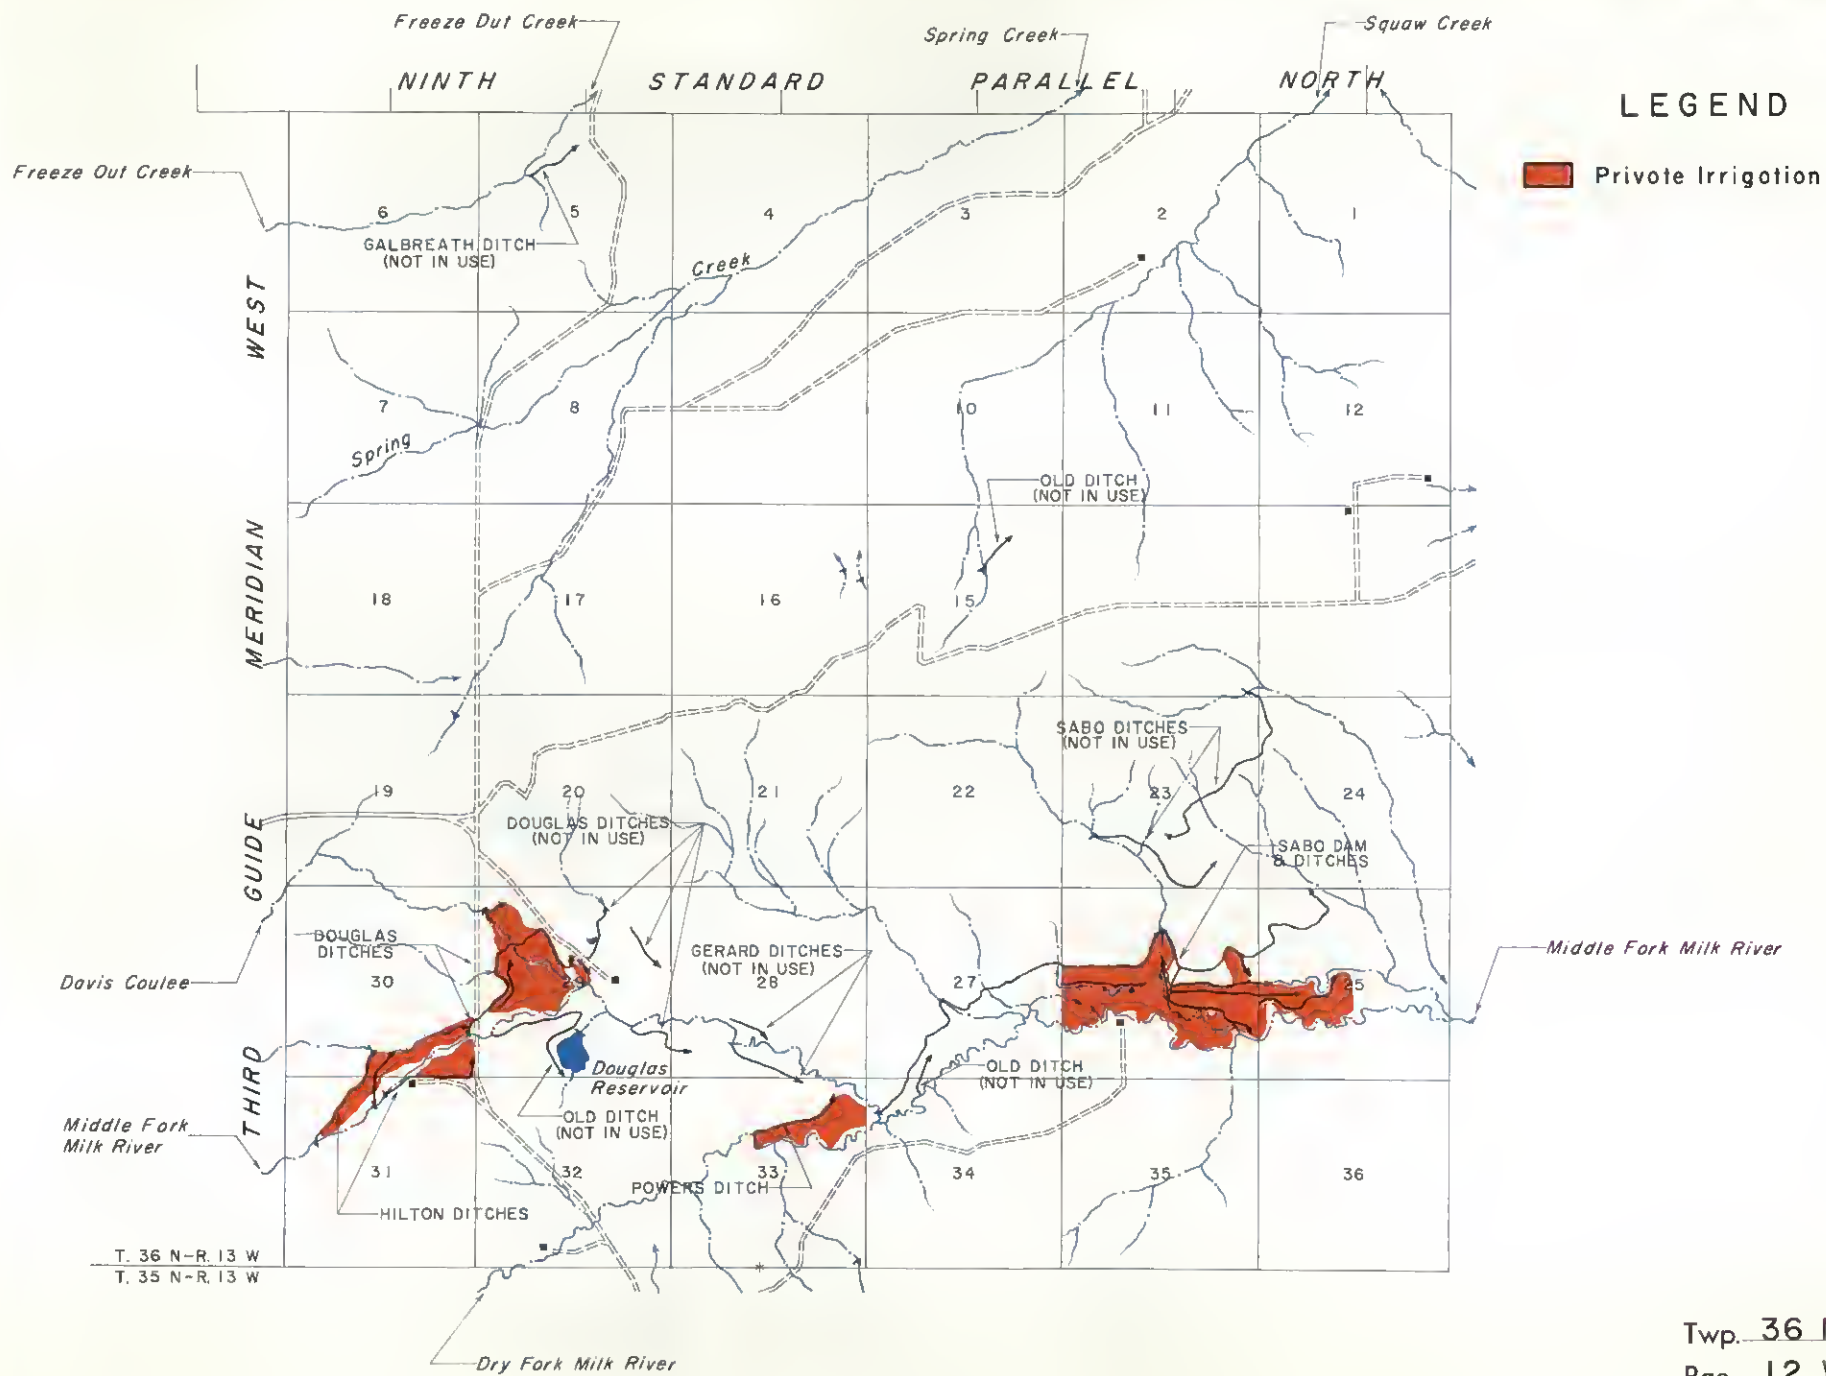 Freeze Out Creek
Spring Creek
Squaw Creek
NINTH STANDARD PARALLEL NORTH
LEGEND
Private Irrigation
Freeze Out Creek
6
5
4
3
2
1
GALBREATH DITCH
(NOT IN USE)
Creek
WEST
7
8
10
11
12
Spring
OLD DITCH
(NOT IN USE)
MERIDIAN
18
17
16
15
SABO DITCHES
(NOT IN USE)
19
20
21
22
23
24
GUIDE
DOUGLAS DITCHES
(NOT IN USE)
SABO DAM
& DITCHES
DOUGLAS
DITCHES
GERARD DITCHES
(NOT IN USE)
Middle Fork Milk River
Davis Coulee
30
29
28
27
25
THIRD
Douglas
Reservoir
OLD DITCH
(NOT IN USE)
OLD DITCH
(NOT IN USE)
Middle Fork
Milk River
31
32
33
34
35
36
POWERS DITCH
HILTON DITCHES
T. 36 N-R. 13 W
T. 35 N-R. 13 W
Twp. 36
12
Dry Fork Milk River